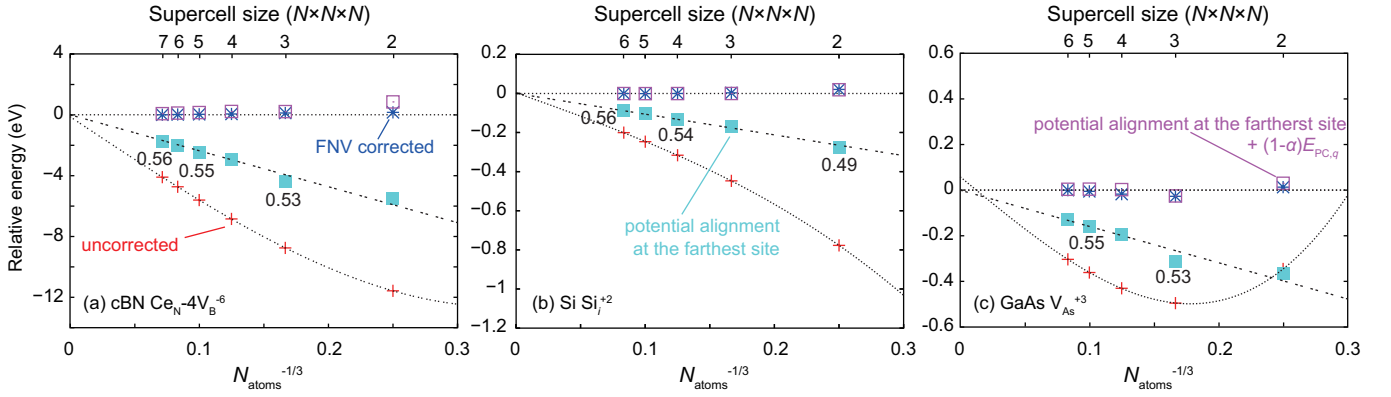 Supercell size (N×N×N)
7 6 5 4 3 2
4
0
−4
−8
−12
Relative energy (eV)
FNV corrected
0.56
0.55
0.53
uncorrected
(a) cBN Ce_N-4V_B^-6
0 0.1 0.2 0.3
N_atoms^-1/3
Supercell size (N×N×N)
6 5 4 3 2
0.2
0
−0.2
−0.4
−0.6
−0.8
−1
−1.2
0.56
0.54
0.49
potential alignment
at the farthest site
(b) Si Si_i^+2
0 0.1 0.2 0.3
N_atoms^-1/3
Supercell size (N×N×N)
6 5 4 3 2
0.6
0.4
0.2
0
−0.2
−0.4
−0.6
potential alignment at the fartherst site
+ (1-α)E_PC,q
0.55
0.53
(c) GaAs V_As^+3
0 0.1 0.2 0.3
N_atoms^-1/3